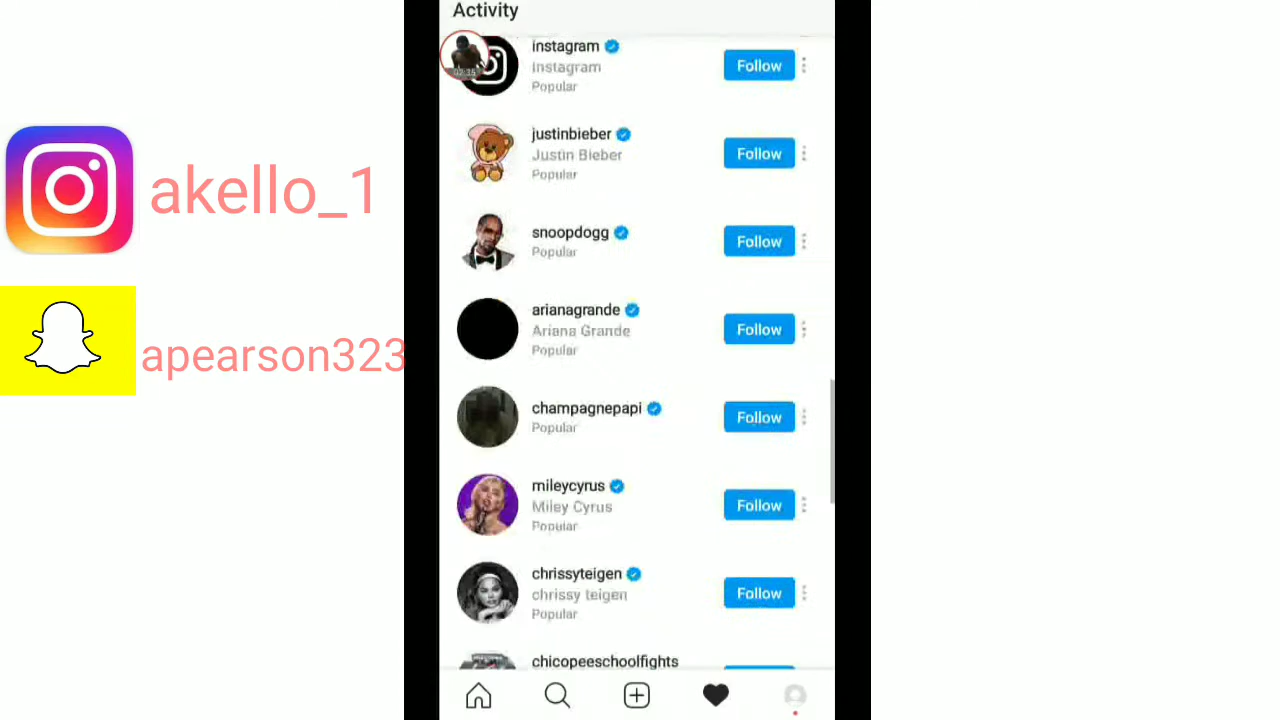 Activity
instagram
Instagram
Popular
Follow
justinbieber
Justin Bieber
Popular
Follow
snoopdogg
Popular
Follow
arianagrande
Ariana Grande
Popular
Follow
champagnepapi
Popular
Follow
mileycyrus
Miley Cyrus
Popular
Follow
chrissyteigen
chrissy teigen
Popular
Follow
chicopeeschoolfights
akello_1
apearson323